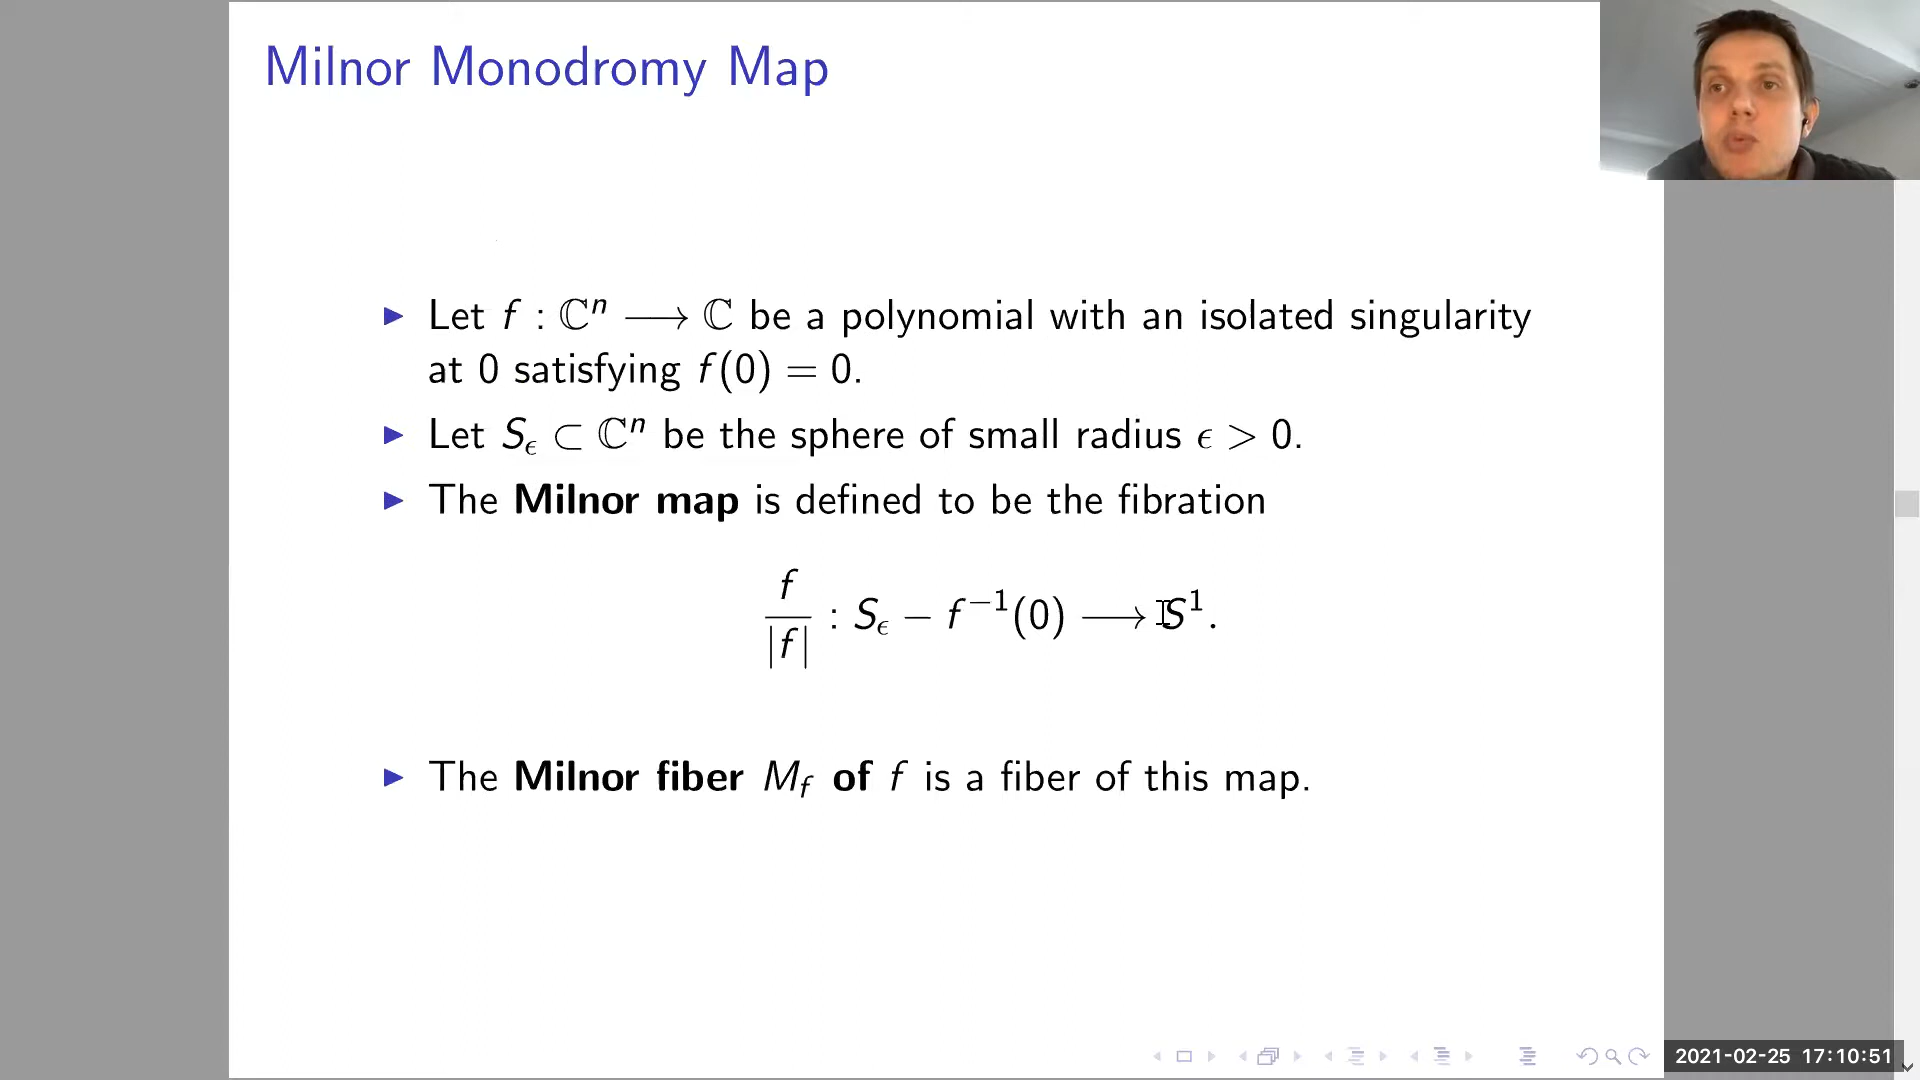 Milnor Monodromy Map
▶ Let f : ℂⁿ ⟶ ℂ be a polynomial with an isolated singularity
at 0 satisfying f(0) = 0.
▶ Let S_ϵ ⊂ ℂⁿ be the sphere of small radius ϵ > 0.
▶ The Milnor map is defined to be the fibration
f/|f| : S_ϵ − f⁻¹(0) ⟶ S¹.
▶ The Milnor fiber M_f of f is a fiber of this map.
2021-02-25 17:10:51